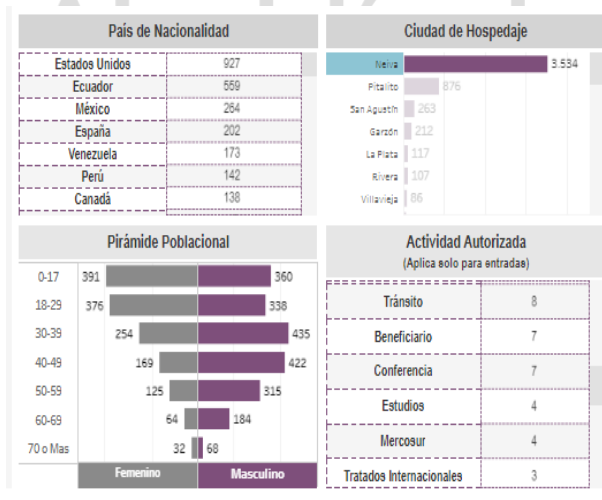 País de Nacionalidad
Estados Unidos 927
Ecuador 559
México 264
España 202
Venezuela 173
Perú 142
Canadá 138
Ciudad de Hospedaje
Neiva 3.534
Pitalito 876
San Agustín 263
Garzón 212
La Plata 117
Rivera 107
Villavieja 86
Pirámide Poblacional
0-17 391 360
18-29 376 338
30-39 254 435
40-49 169 422
50-59 125 315
60-69 64 184
70 o Mas 32 68
Femenino Masculino
Actividad Autorizada
(Aplica solo para entradas)
Tránsito 8
Beneficiario 7
Conferencia 7
Estudios 4
Mercosur 4
Tratados Internacionales 3